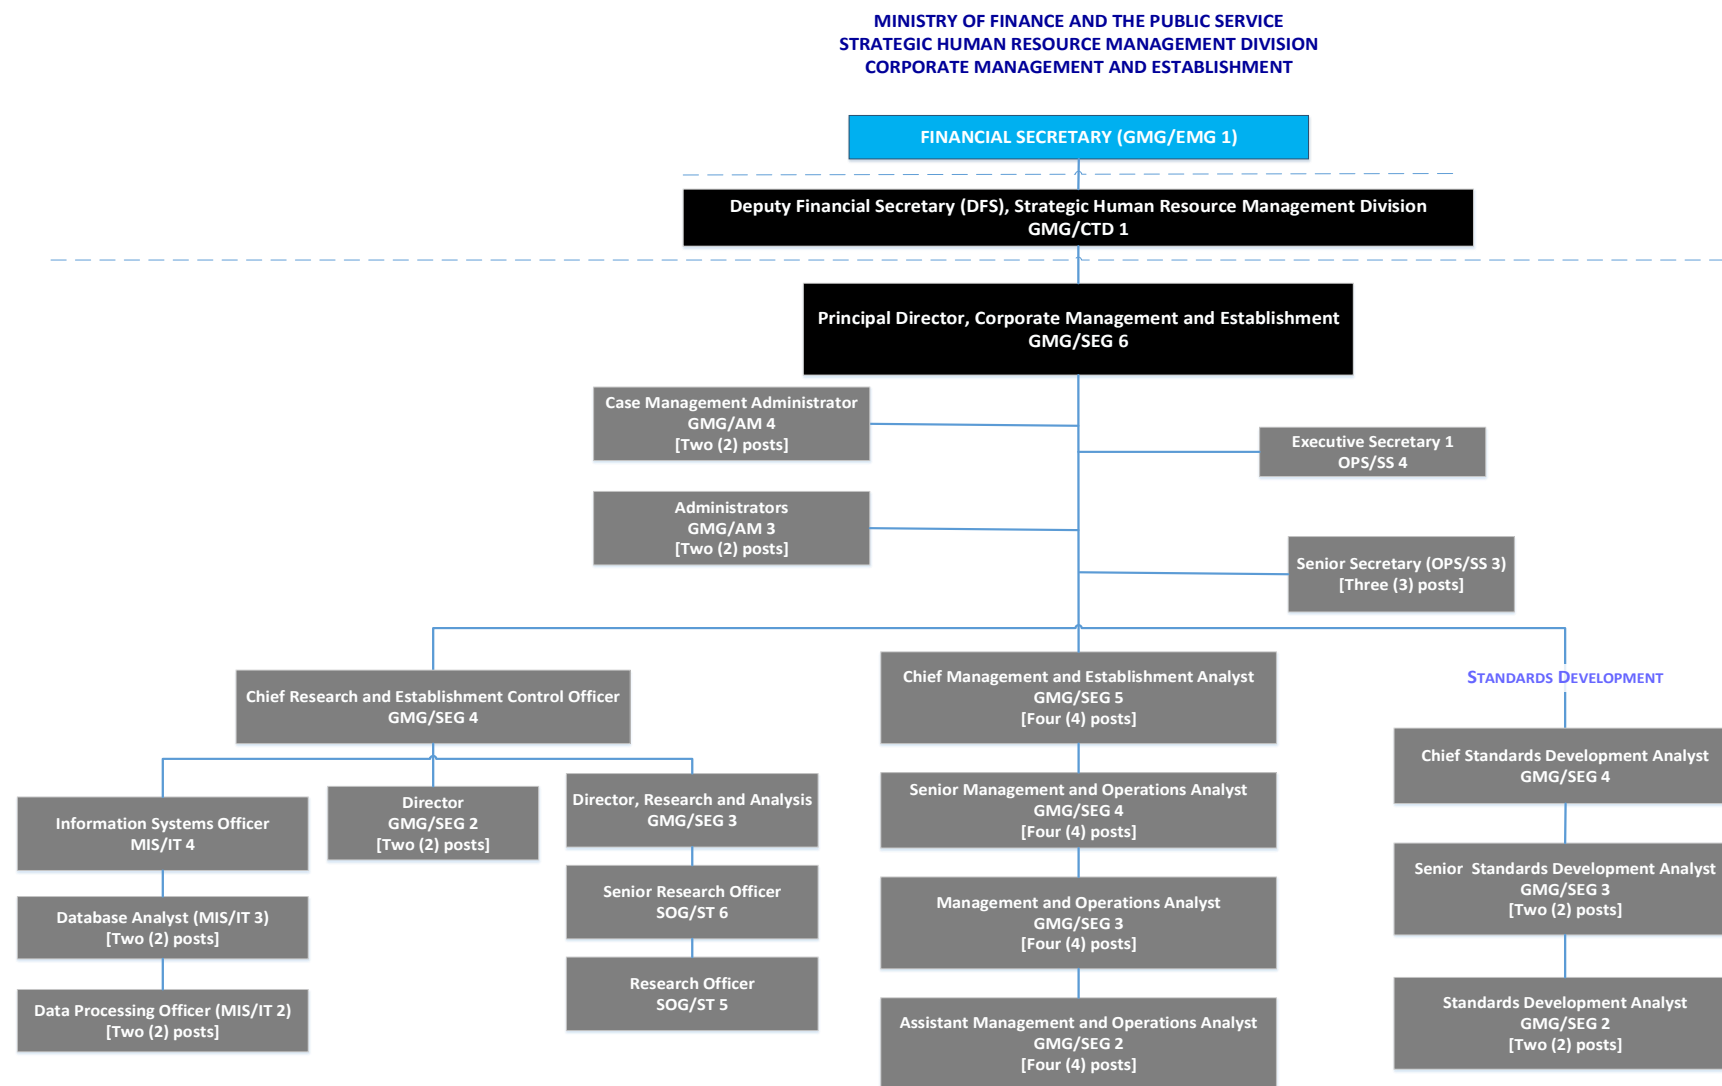 MINISTRY OF FINANCE AND THE PUBLIC SERVICE
STRATEGIC HUMAN RESOURCE MANAGEMENT DIVISION
CORPORATE MANAGEMENT AND ESTABLISHMENT
FINANCIAL SECRETARY (GMG/EMG 1)
Deputy Financial Secretary (DFS), Strategic Human Resource Management Division
GMG/CTD 1
Principal Director, Corporate Management and Establishment
GMG/SEG 6
Case Management Administrator
GMG/AM 4
[Two (2) posts]
Executive Secretary 1
OPS/SS 4
Administrators
GMG/AM 3
[Two (2) posts]
Senior Secretary (OPS/SS 3)
[Three (3) posts]
Chief Research and Establishment Control Officer
GMG/SEG 4
Information Systems Officer
MIS/IT 4
Database Analyst (MIS/IT 3)
[Two (2) posts]
Data Processing Officer (MIS/IT 2)
[Two (2) posts]
Director
GMG/SEG 2
[Two (2) posts]
Director, Research and Analysis
GMG/SEG 3
Senior Research Officer
SOG/ST 6
Research Officer
SOG/ST 5
Chief Management and Establishment Analyst
GMG/SEG 5
[Four (4) posts]
Senior Management and Operations Analyst
GMG/SEG 4
[Four (4) posts]
Management and Operations Analyst
GMG/SEG 3
[Four (4) posts]
Assistant Management and Operations Analyst
GMG/SEG 2
[Four (4) posts]
STANDARDS DEVELOPMENT
Chief Standards Development Analyst
GMG/SEG 4
Senior  Standards Development Analyst
GMG/SEG 3
[Two (2) posts]
Standards Development Analyst
GMG/SEG 2
[Two (2) posts]